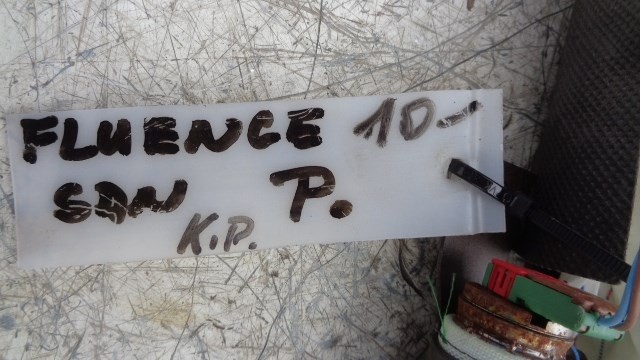 FLUENCE 10-
SDN P.
K.P.